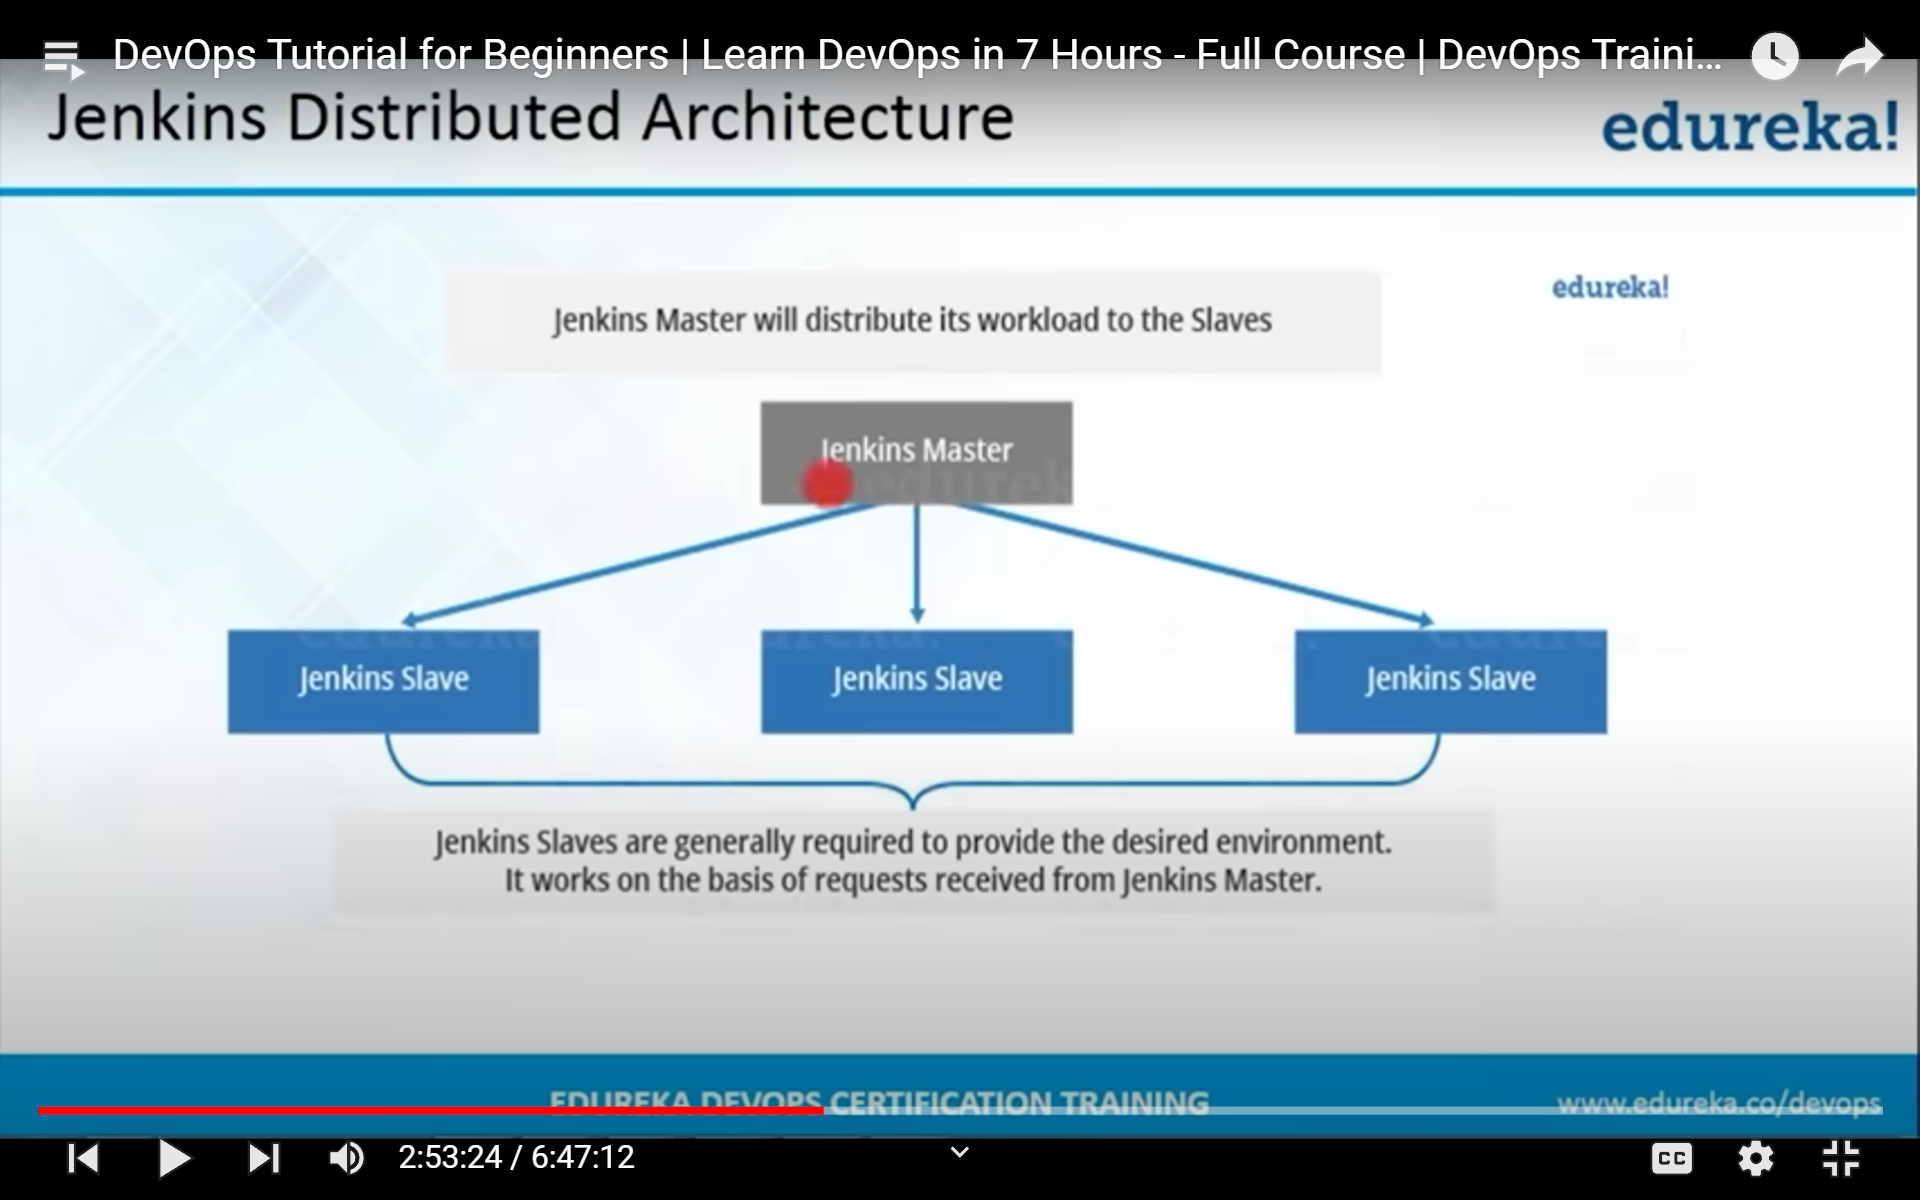 DevOps Tutorial for Beginners | Learn DevOps in 7 Hours - Full Course | DevOps Traini...
Jenkins Distributed Architecture
edureka!
edureka!
Jenkins Master will distribute its workload to the Slaves
Jenkins Master
Jenkins Slave
Jenkins Slave
Jenkins Slave
Jenkins Slaves are generally required to provide the desired environment.
It works on the basis of requests received from Jenkins Master.
EDUREKA DEVOPS CERTIFICATION TRAINING
www.edureka.co/devops
2:53:24 / 6:47:12
CC